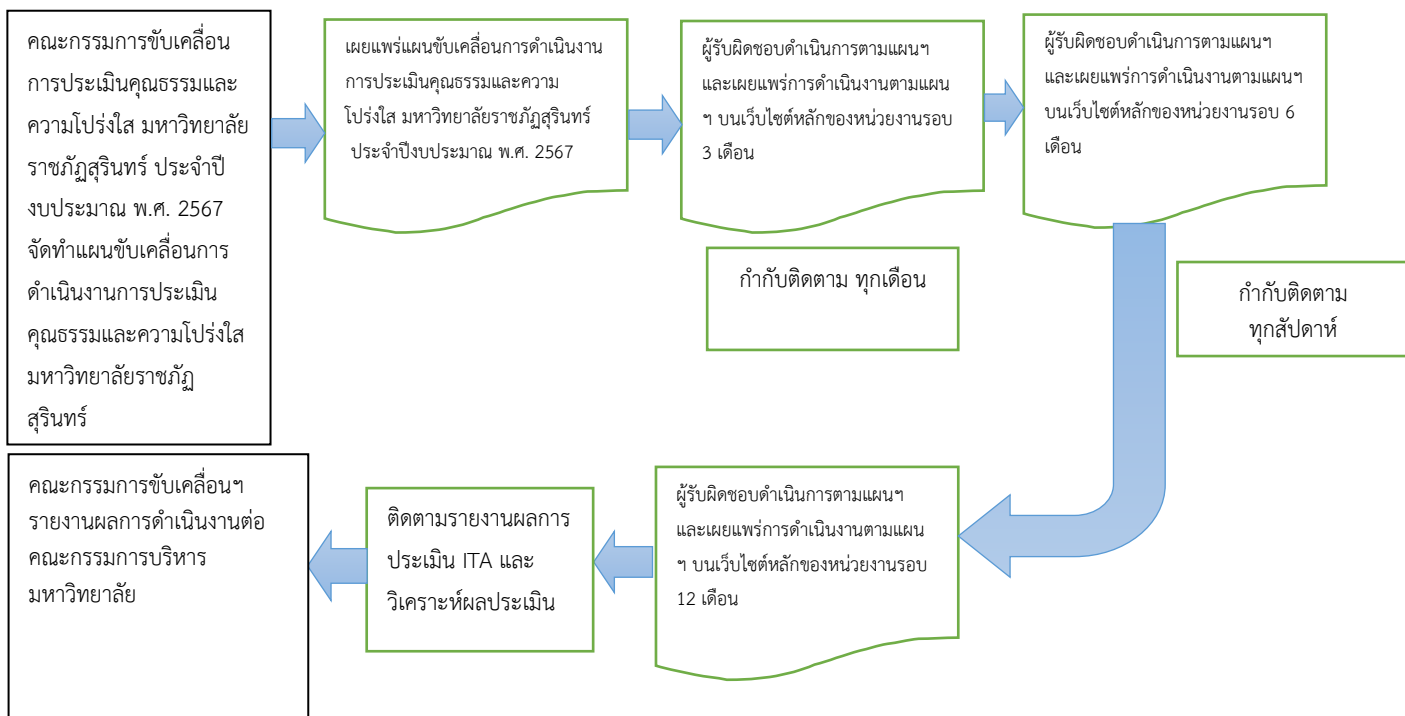 คณะกรรมการขับเคลื่อน
การประเมินคุณธรรมและ
ความโปร่งใส มหาวิทยาลัย
ราชภัฏสุรินทร์ ประจำปี
งบประมาณ พ.ศ. 2567
จัดทำแผนขับเคลื่อนการ
ดำเนินงานการประเมิน
คุณธรรมและความโปร่งใส
มหาวิทยาลัยราชภัฏ
สุรินทร์
เผยแพร่แผนขับเคลื่อนการดำเนินงาน
การประเมินคุณธรรมและความ
โปร่งใส มหาวิทยาลัยราชภัฏสุรินทร์
ประจำปีงบประมาณ พ.ศ. 2567
ผู้รับผิดชอบดำเนินการตามแผนฯ
และเผยแพร่การดำเนินงานตามแผน
ฯ บนเว็บไซต์หลักของหน่วยงานรอบ
3 เดือน
ผู้รับผิดชอบดำเนินการตามแผนฯ
และเผยแพร่การดำเนินงานตามแผนฯ
บนเว็บไซต์หลักของหน่วยงานรอบ 6
เดือน
กำกับติดตาม ทุกเดือน
กำกับติดตาม
ทุกสัปดาห์
ผู้รับผิดชอบดำเนินการตามแผนฯ
และเผยแพร่การดำเนินงานตามแผน
ฯ บนเว็บไซต์หลักของหน่วยงานรอบ
12 เดือน
ติดตามรายงานผลการ
ประเมิน ITA และ
วิเคราะห์ผลประเมิน
คณะกรรมการขับเคลื่อนฯ
รายงานผลการดำเนินงานต่อ
คณะกรรมการบริหาร
มหาวิทยาลัย